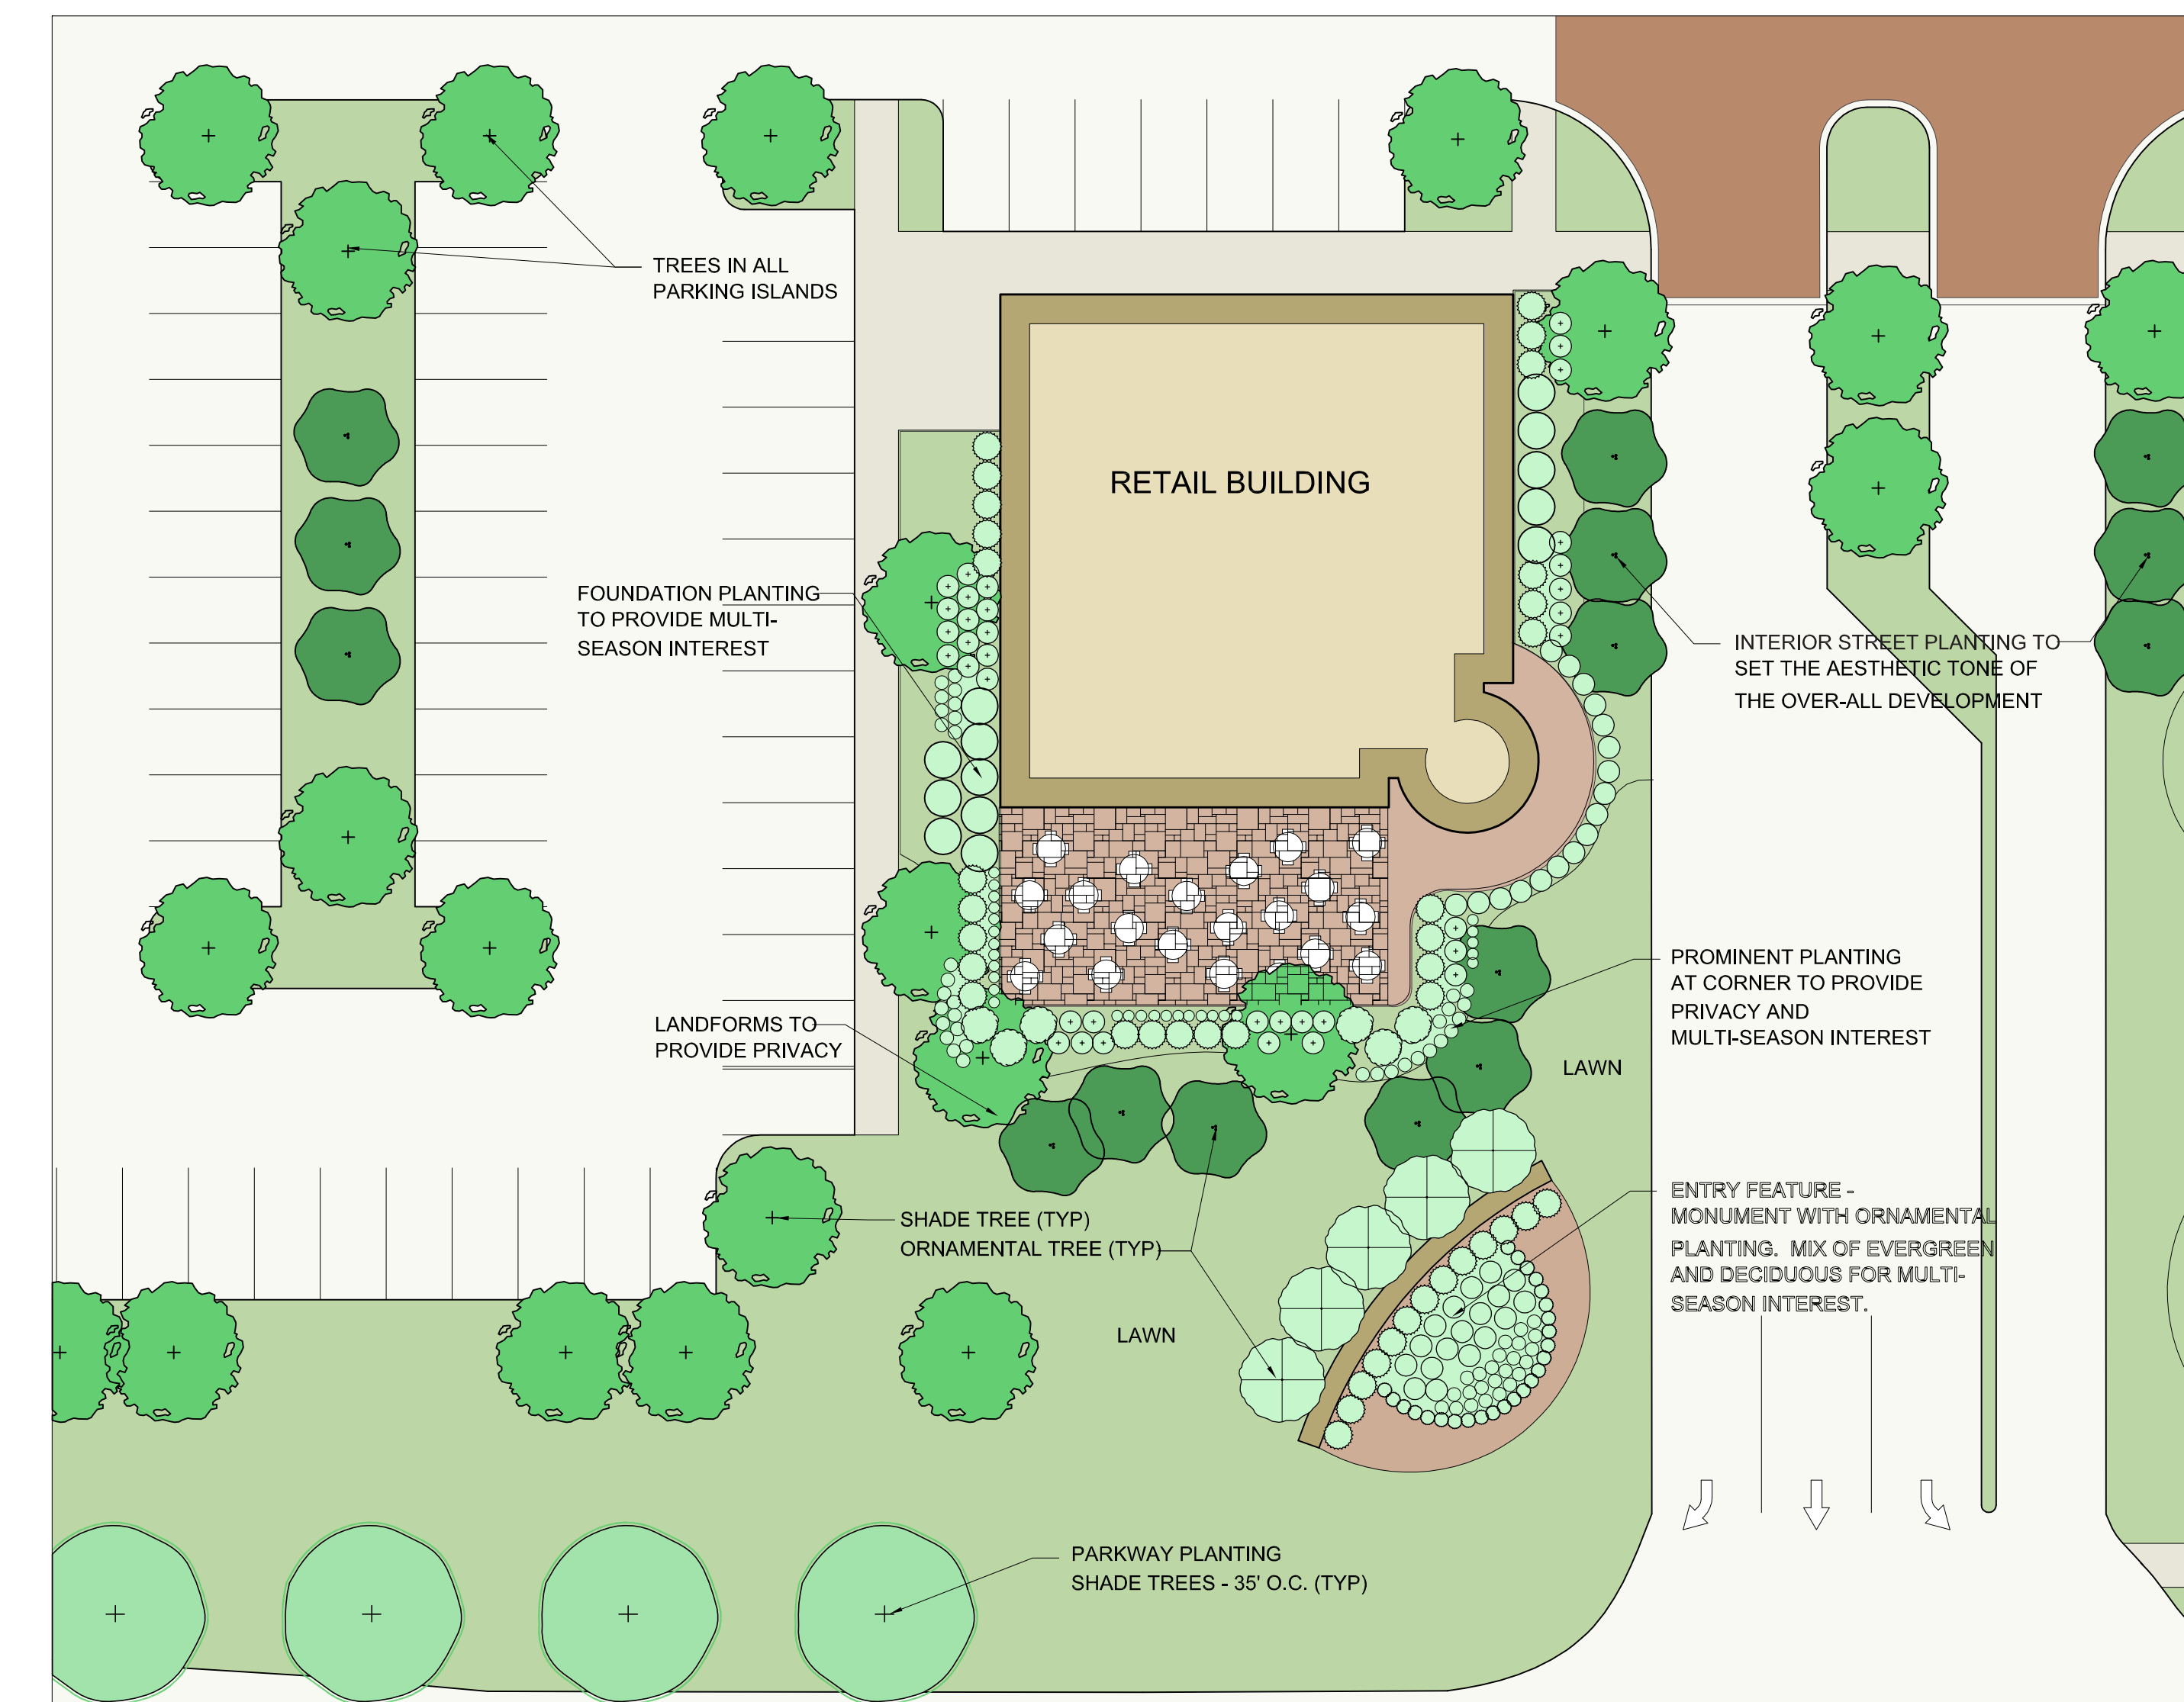 TREES IN ALL
PARKING ISLANDS
RETAIL BUILDING
FOUNDATION PLANTING
TO PROVIDE MULTI-
SEASON INTEREST
INTERIOR STREET PLANTING TO
SET THE AESTHETIC TONE OF
THE OVER-ALL DEVELOPMENT
PROMINENT PLANTING
AT CORNER TO PROVIDE
PRIVACY AND
MULTI-SEASON INTEREST
LANDFORMS TO
PROVIDE PRIVACY
LAWN
ENTRY FEATURE -
MONUMENT WITH ORNAMENTAL
PLANTING. MIX OF EVERGREEN
AND DECIDUOUS FOR MULTI-
SEASON INTEREST.
SHADE TREE (TYP)
ORNAMENTAL TREE (TYP)
LAWN
PARKWAY PLANTING
SHADE TREES - 35' O.C. (TYP)